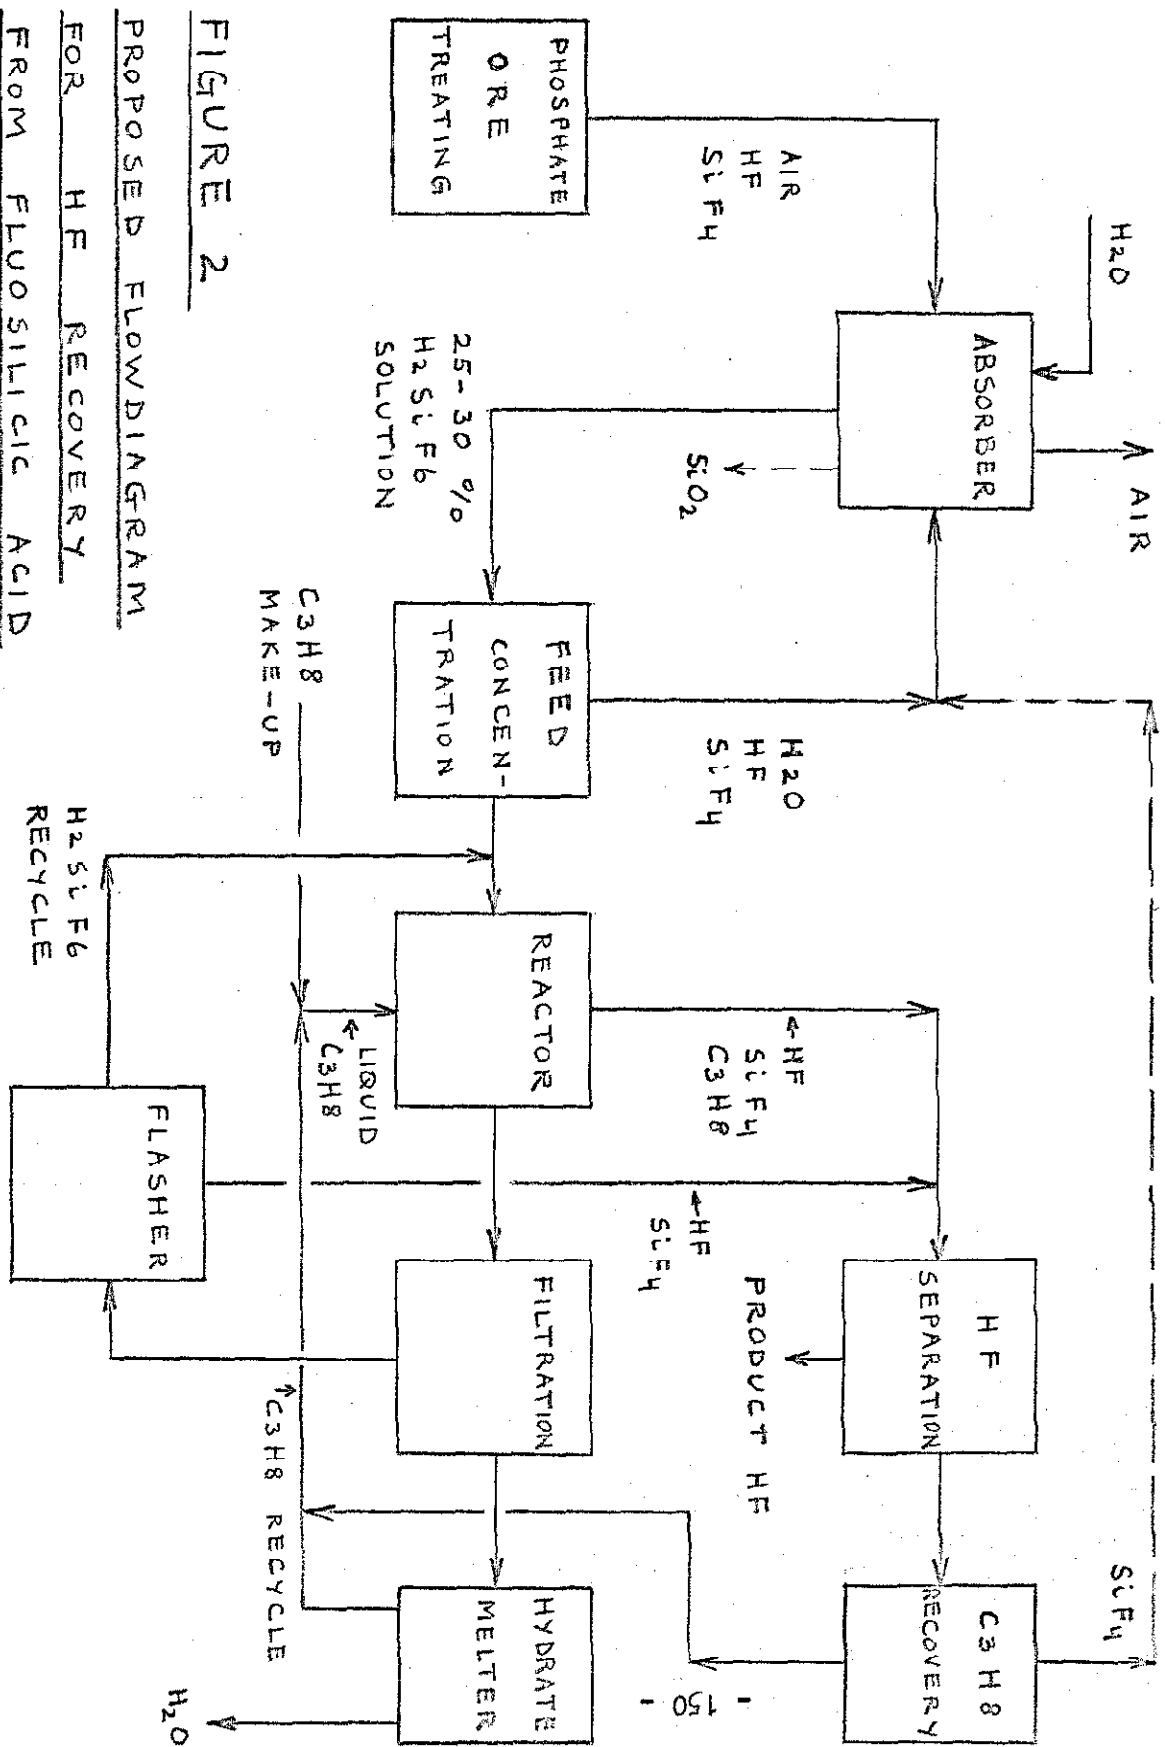 H2O
AIR
SiF4
ABSORBER
HF
SEPARATION
C3H8
RECOVERY
AIR
HF
SiF4
SiO2
H2O
HF
SiF4
←HF
SiF4
C3H8
←HF
SiF4
PRODUCT HF
- 150 -
PHOSPHATE
ORE
TREATING
25-30 %
H2SiF6
SOLUTION
FEED
CONCEN-
TRATION
REACTOR
FILTRATION
HYDRATE
MELTER
C3H8
MAKE-UP
LIQUID
C3H8
C3H8 RECYCLE
H2O
H2SiF6
RECYCLE
FLASHER
FIGURE 2
PROPOSED FLOWDIAGRAM
FOR HF RECOVERY
FROM FLUOSILICIC ACID